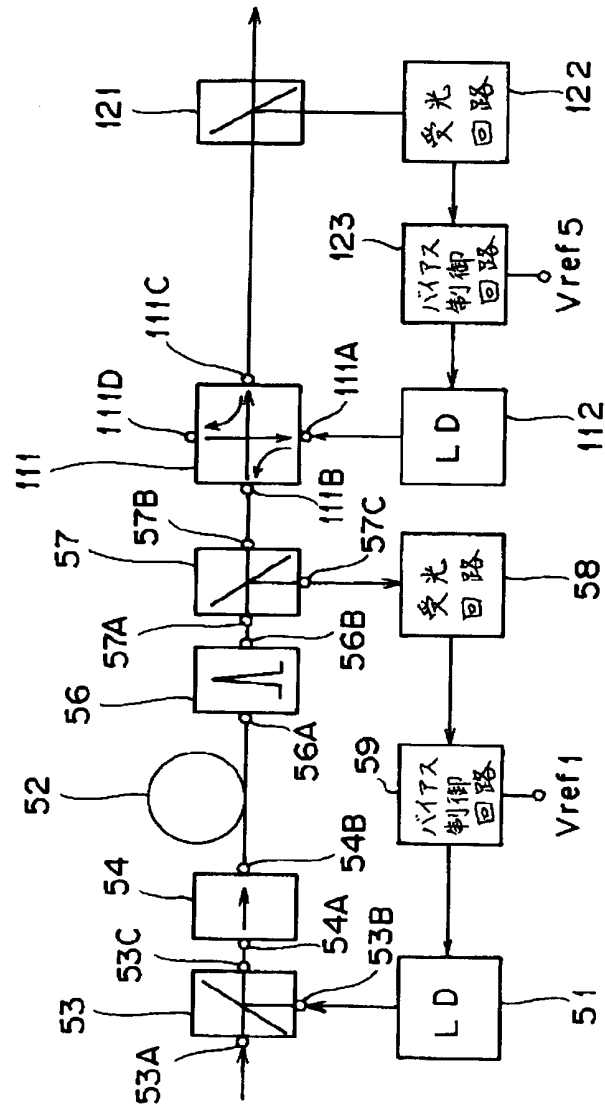 121
111
111D
111C
57
57B
56
52
54
53C
53
53A
54A
54B
56A
57A
56B
111B
57C
111A
53B
受光
回路
122
123
バイアス
制御
回路
Vref5
LD
112
受光
回路
58
59
バイアス
制御
回路
Vref1
LD
51